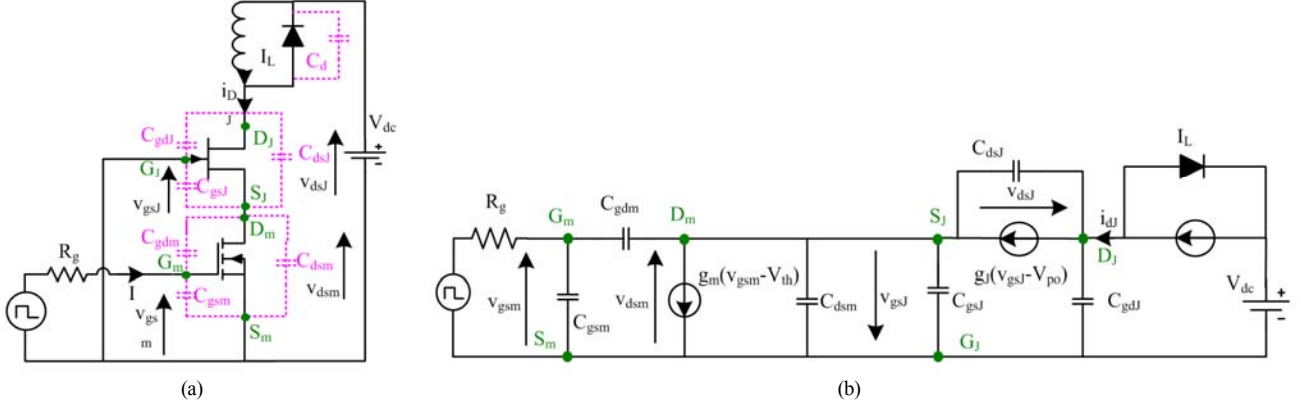 I_L
C_d
i_D
J
V_dc
+
-
C_gdJ
D_J
C_dsJ
G_J
v_dsJ
C_gsJ
v_gsJ
S_J
D_m
C_gdm
R_g
G_m
C_dsm
v_dsm
I
C_gsm
v_gs
m
S_m
(a)
I_L
C_dsJ
v_dsJ
R_g
C_gdm
G_m
D_m
S_J
i_dJ
D_J
g_m(v_gsm-V_th)
g_J(v_gsJ-V_po)
V_dc
+
-
v_gsm
v_dsm
C_dsm
v_gsJ
C_gsJ
C_gdJ
C_gsm
S_m
G_J
(b)